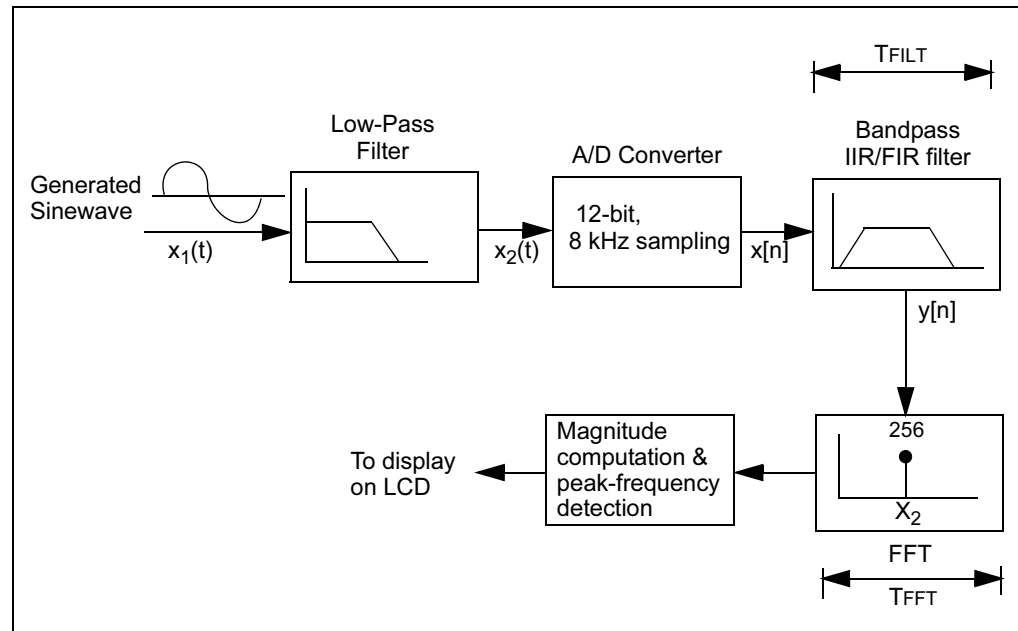 TFILT
Low-Pass
Filter
A/D Converter
Bandpass
IIR/FIR filter
Generated
Sinewave
x1(t)
x2(t)
12-bit,
8 kHz sampling
x[n]
y[n]
To display
on LCD
Magnitude
computation &
peak-frequency
detection
256
X2
FFT
TFFT